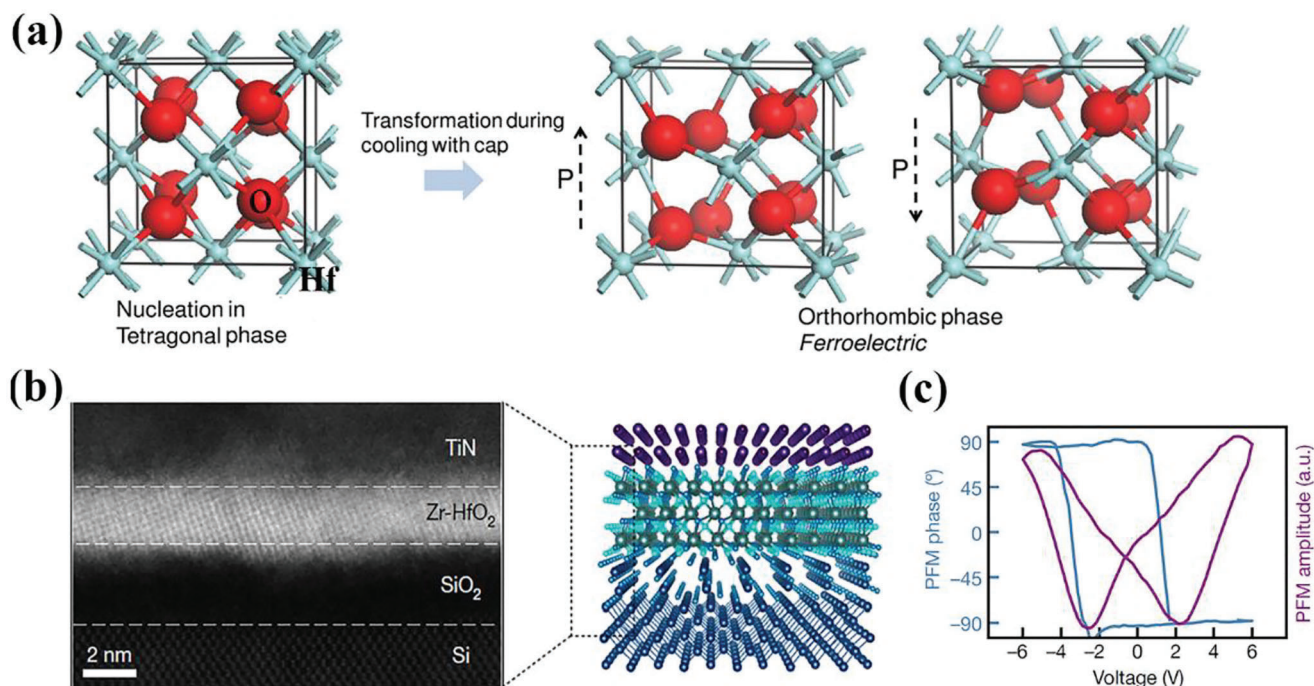 (a)
O
Hf
Nucleation in
Tetragonal phase
Transformation during
cooling with cap
P
P
Orthorhombic phase
Ferroelectric
(b)
TiN
Zr-HfO₂
SiO₂
Si
2 nm
(c)
PFM phase (º)
90
45
0
−45
−90
−6
−4
−2
0
2
4
6
Voltage (V)
PFM amplitude (a.u.)